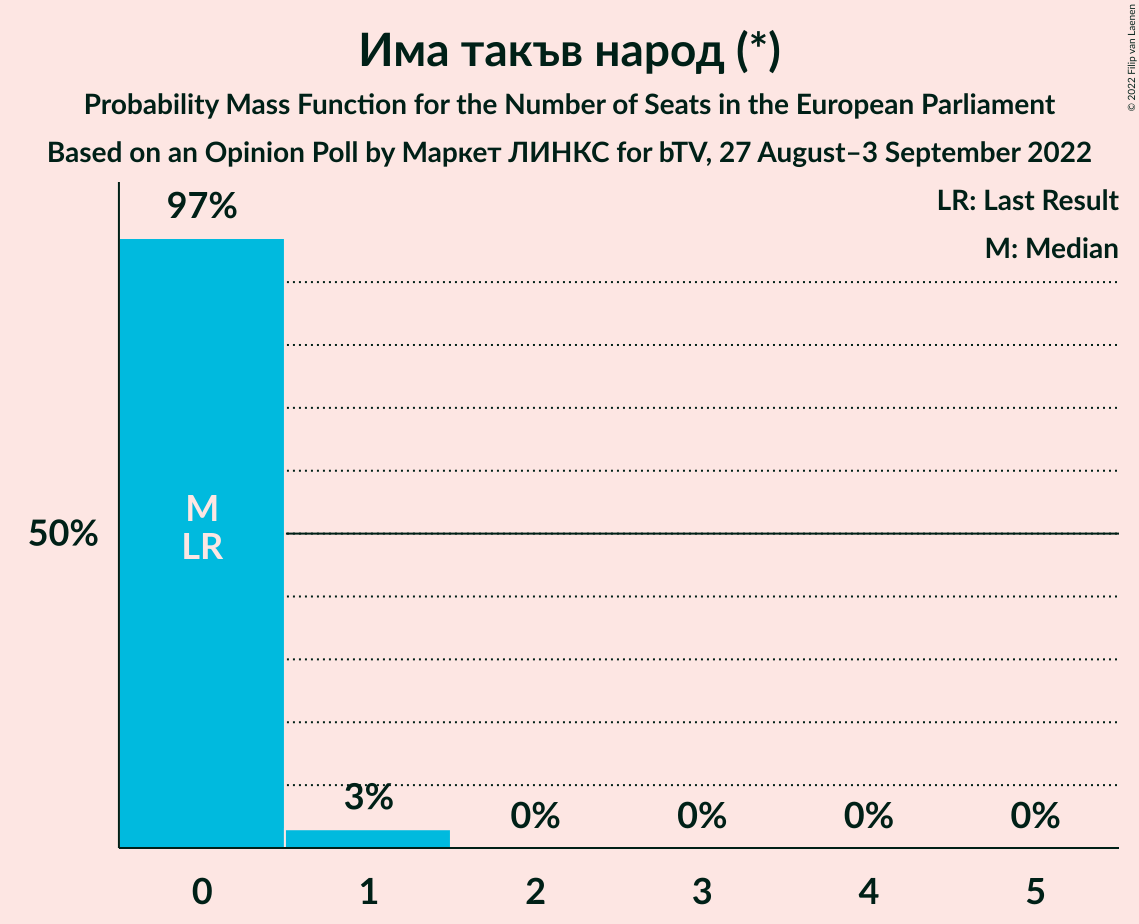 Има такъв народ (*)
Probability Mass Function for the Number of Seats in the European Parliament
Based on an Opinion Poll by Маркет ЛИНКС for bTV, 27 August–3 September 2022
© 2022 Filip van Laenen
LR: Last Result
M: Median
97%
50%
M
LR
3%
0%
0%
0%
0%
0
1
2
3
4
5